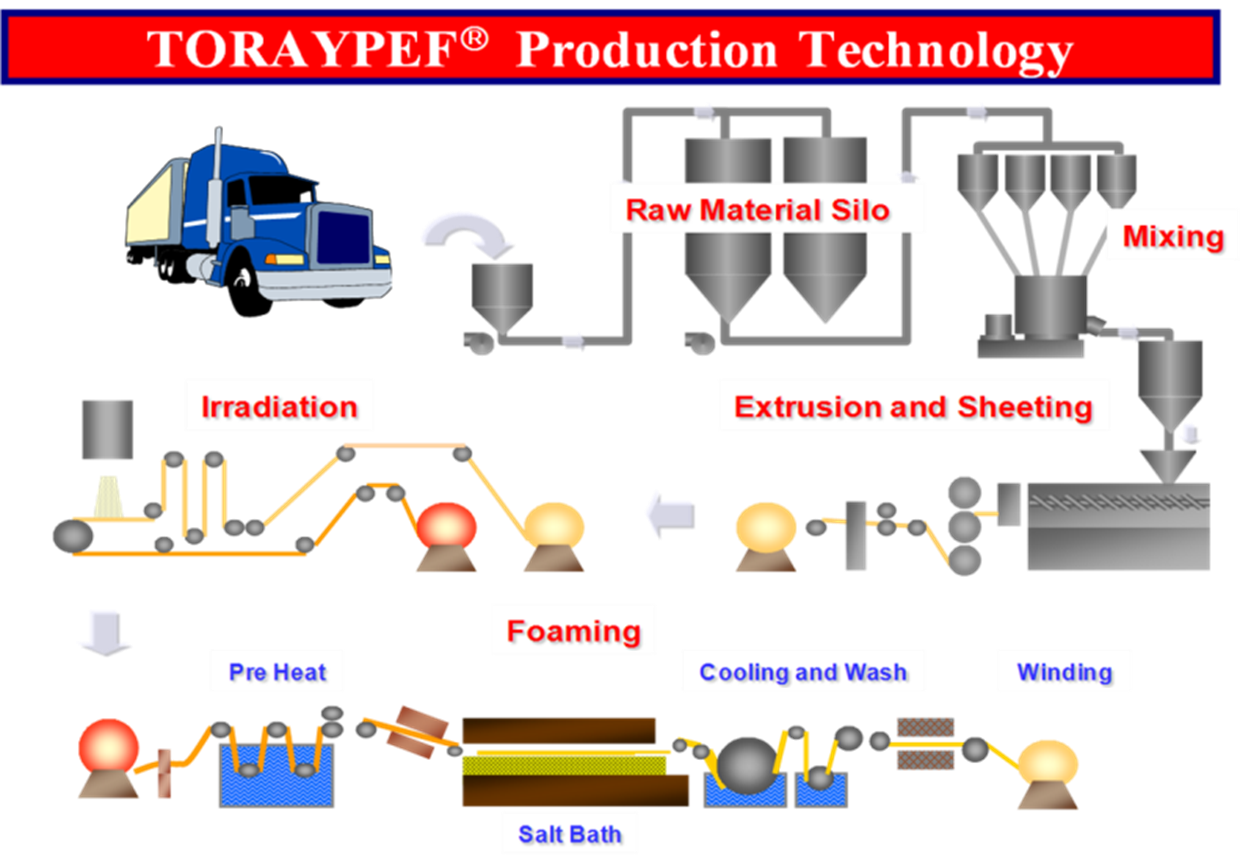 TORAYPEF® Production Technology
Raw Material Silo
Mixing
Irradiation
Extrusion and Sheeting
Foaming
Pre Heat
Cooling and Wash
Winding
Salt Bath